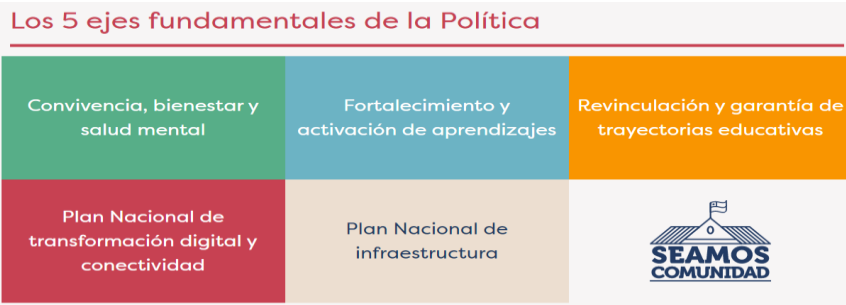 Los 5 ejes fundamentales de la Política
Convivencia, bienestar y
salud mental
Fortalecimiento y
activación de aprendizajes
Revinculación y garantía de
trayectorias educativas
Plan Nacional de
transformación digital y
conectividad
Plan Nacional de
infraestructura
SEAMOS
COMUNIDAD